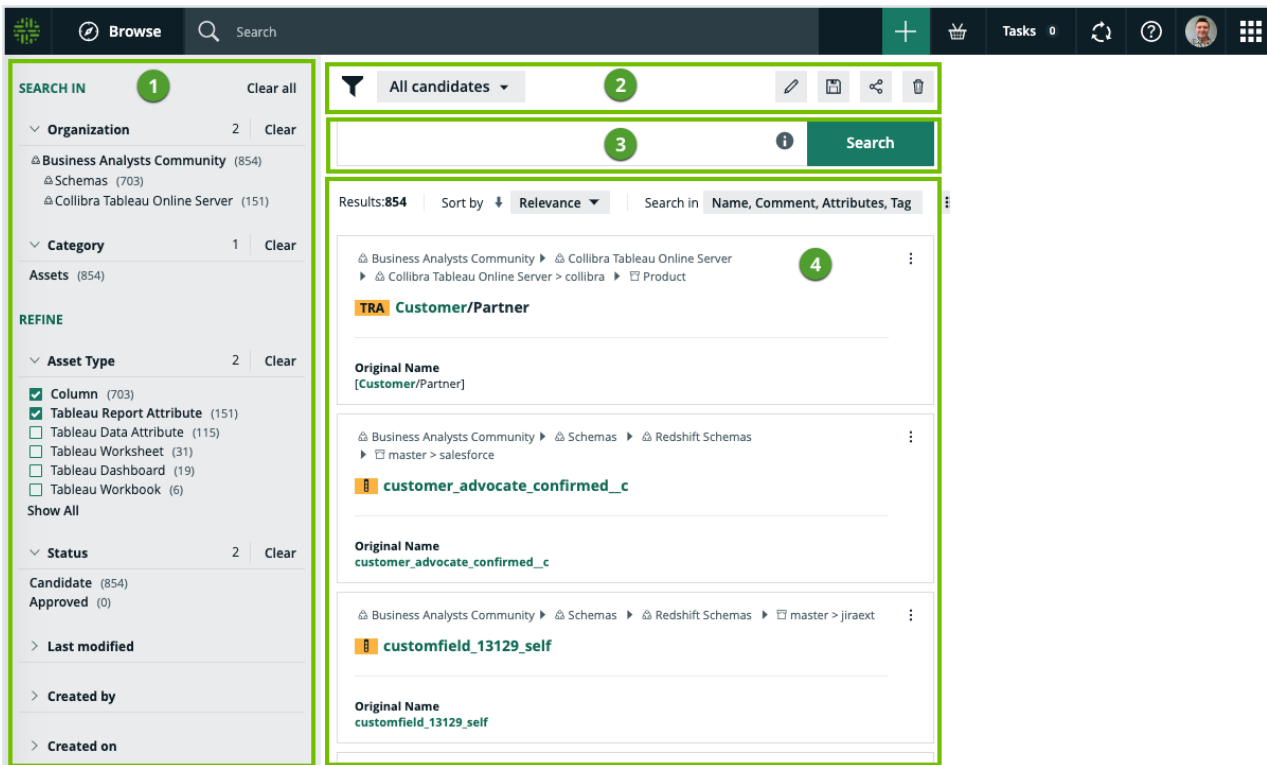 Browse
Search
Tasks 0
SEARCH IN
1
Clear all
Organization 2 Clear
Business Analysts Community (854)
Schemas (703)
Collibra Tableau Online Server (151)
Category 1 Clear
Assets (854)
REFINE
Asset Type 2 Clear
Column (703)
Tableau Report Attribute (151)
Tableau Data Attribute (115)
Tableau Worksheet (31)
Tableau Dashboard (19)
Tableau Workbook (6)
Show All
Status 2 Clear
Candidate (854)
Approved (0)
Last modified
Created by
Created on
All candidates
2
3
Search
Results:854 Sort by Relevance Search in Name, Comment, Attributes, Tag
4
Business Analysts Community Collibra Tableau Online Server
Collibra Tableau Online Server > collibra Product
TRA Customer/Partner
Original Name
[Customer/Partner]
Business Analysts Community Schemas Redshift Schemas
master > salesforce
customer_advocate_confirmed__c
Original Name
customer_advocate_confirmed__c
Business Analysts Community Schemas Redshift Schemas master > jiraext
customfield_13129_self
Original Name
customfield_13129_self